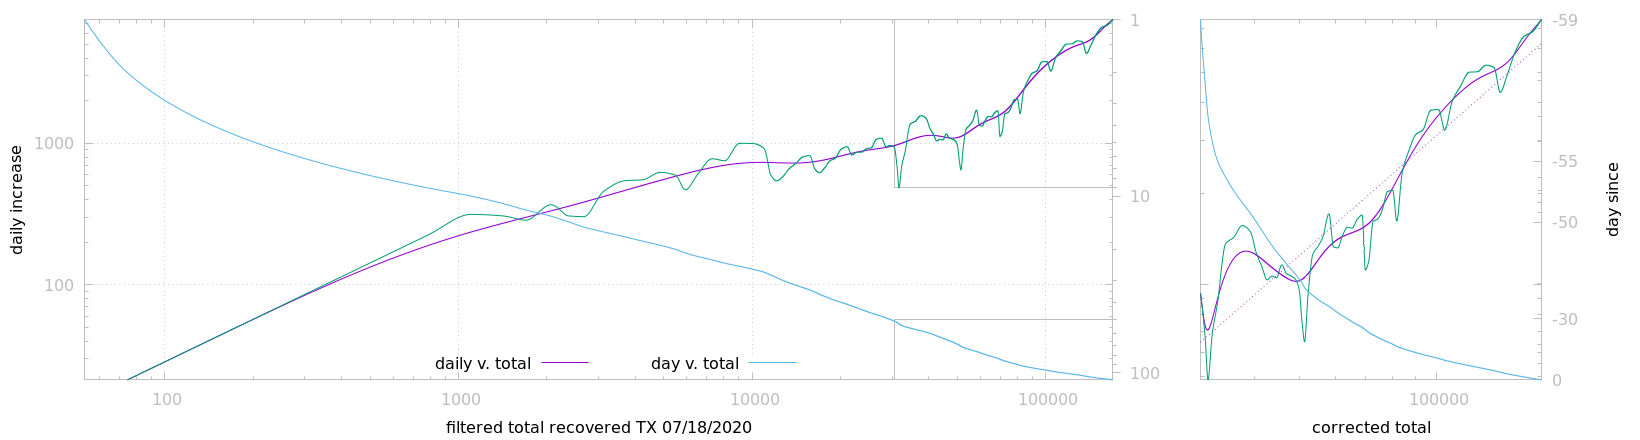 daily increase
1000
100
daily v. total
day v. total
100
1000
10000
100000
filtered total recovered TX 07/18/2020
1
10
100
100000
corrected total
-59
-55
-50
-30
0
day since